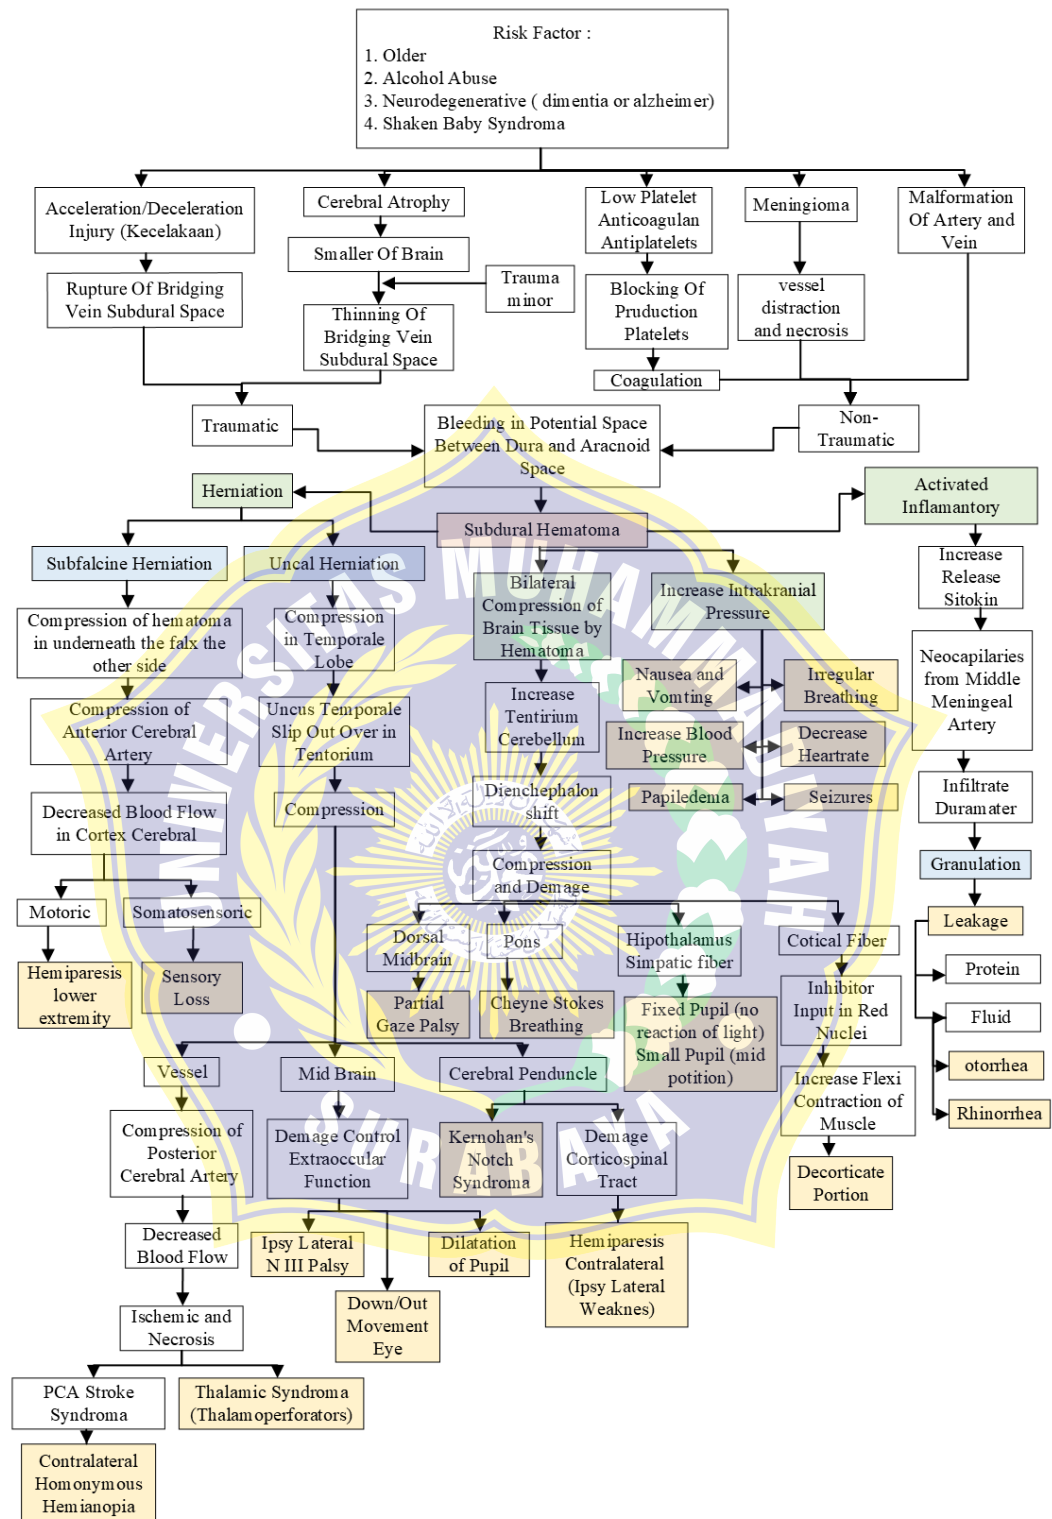 Risk Factor :
1. Older
2. Alcohol Abuse
3. Neurodegenerative ( dimentia or alzheimer)
4. Shaken Baby Syndroma
Acceleration/Deceleration
Injury (Kecelakaan)
Cerebral Atrophy
Low Platelet
Anticoagulan
Antiplatelets
Meningioma
Malformation
Of Artery and
Vein
Smaller Of Brain
Rupture Of Bridging
Vein Subdural Space
Trauma
minor
Thinning Of
Bridging Vein
Subdural Space
Blocking Of
Pruduction
Platelets
vessel
distraction
and necrosis
Coagulation
Traumatic
Bleeding in Potential Space
Between Dura and Aracnoid
Space
Non-
Traumatic
Herniation
Activated
Inflamantory
Subdural Hematoma
Subfalcine Herniation
Uncal Herniation
Bilateral
Compression of
Brain Tissue by
Hematoma
Increase Intrakranial
Pressure
Increase
Release
Sitokin
Compression of hematoma
in underneath the falx the
other side
Compression
in Temporale
Lobe
Nausea and
Vomting
Irregular
Breathing
Neocapilaries
from Middle
Meningeal
Artery
Compression of
Anterior Cerebral
Artery
Uncus Temporale
Slip Out Over in
Tentorium
Increase
Tentirium
Cerebellum
Increase Blood
Pressure
Decrease
Heartrate
Decreased Blood Flow
in Cortex Cerebral
Compression
Dienchephalon
shift
Papiledema
Seizures
Infiltrate
Duramater
Compression
and Demage
Granulation
Motoric
Somatosensoric
Leakage
Dorsal
Midbrain
Pons
Hipothalamus
Simpatic fiber
Cotical Fiber
Hemiparesis
lower
extremity
Sensory
Loss
Protein
Partial
Gaze Palsy
Cheyne Stokes
Breathing
Fixed Pupil (no
reaction of light)
Small Pupil (mid
potition)
Inhibitor
Input in Red
Nuclei
Fluid
Vessel
Mid Brain
Cerebral Penduncle
otorrhea
Increase Flexi
Contraction of
Muscle
Rhinorrhea
Compression of
Posterior
Cerebral Artery
Demage Control
Extraoccular
Function
Kernohan's
Notch
Syndroma
Demage
Corticospinal
Tract
Decorticate
Portion
Decreased
Blood Flow
Ipsy Lateral
N III Palsy
Dilatation
of Pupil
Hemiparesis
Contralateral
(Ipsy Lateral
Weaknes)
Down/Out
Movement
Eye
Ischemic and
Necrosis
PCA Stroke
Syndroma
Thalamic Syndroma
(Thalamoperforators)
Contralateral
Homonymous
Hemianopia
UNIVERSITAS MUHAMMADIYAH
SURABAYA